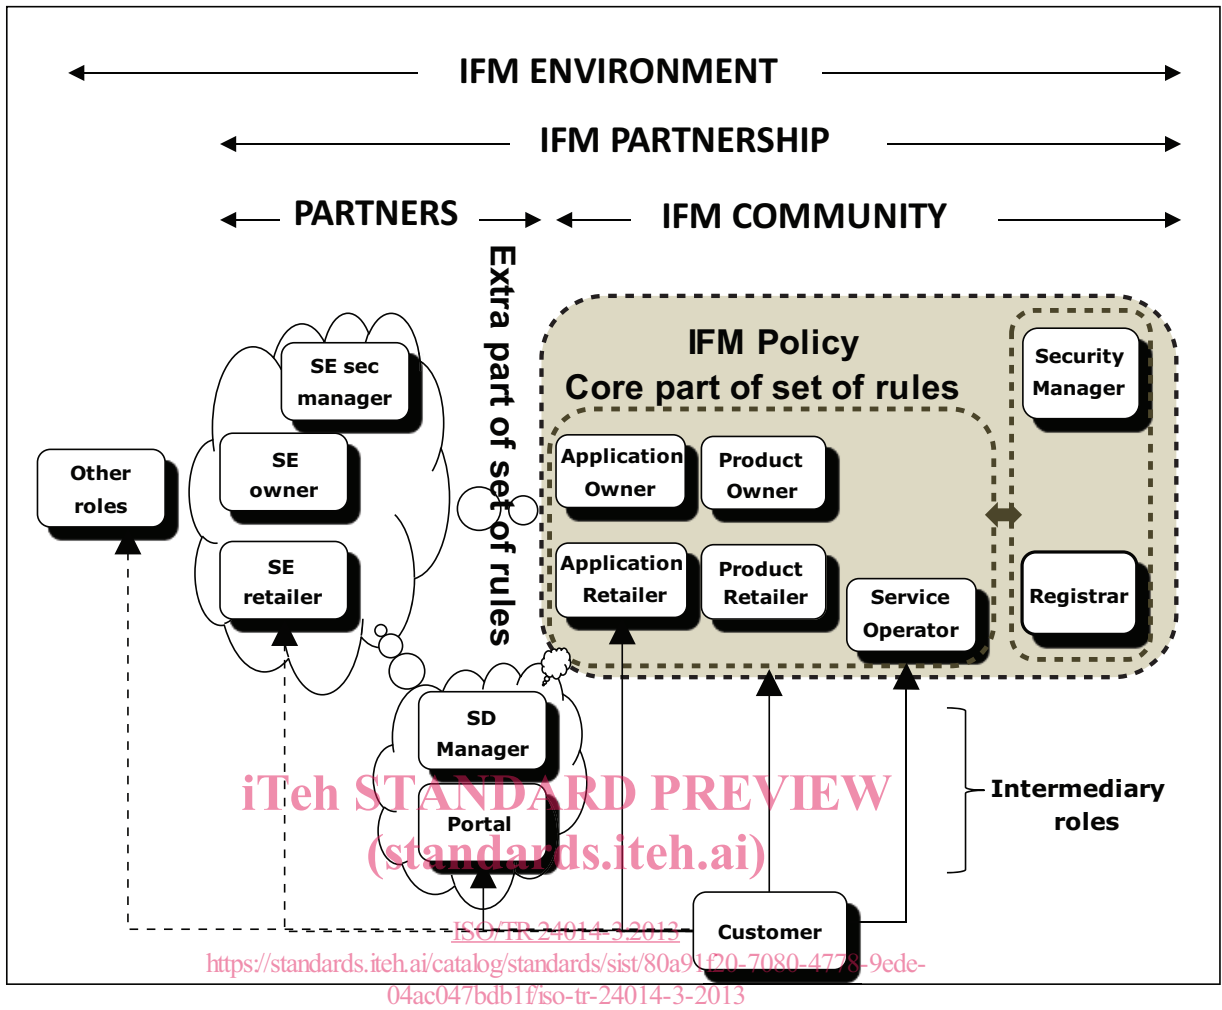 IFM ENVIRONMENT
IFM PARTNERSHIP
PARTNERS
IFM COMMUNITY
Extra part of set of rules
IFM Policy
Core part of set of rules
SE sec
manager
SE
owner
SE
retailer
Other
roles
Application
Owner
Product
Owner
Application
Retailer
Product
Retailer
Service
Operator
Security
Manager
Registrar
SD
Manager
Portal
Intermediary
roles
Customer
iTeh STANDARD PREVIEW
(standards.iteh.ai)
ISO/TR 24014-3:2013
https://standards.iteh.ai/catalog/standards/sist/80a91f20-7080-4778-9ede-
04ac047bdb1f/iso-tr-24014-3-2013